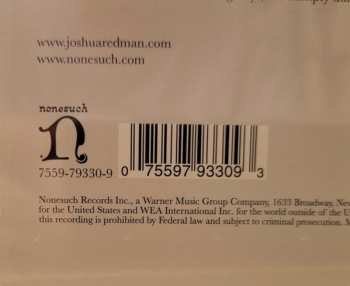 www.joshuaredman.com
www.nonesuch.com
nonesuch
n
7559-79330-9
0 75597 93309 3
Nonesuch Records Inc., a Warner Music Group Company, 1633 Broadway, New
for the United States and WEA International Inc. for the world outside of the U
this recording is prohibited by Federal law and subject to criminal prosecution.